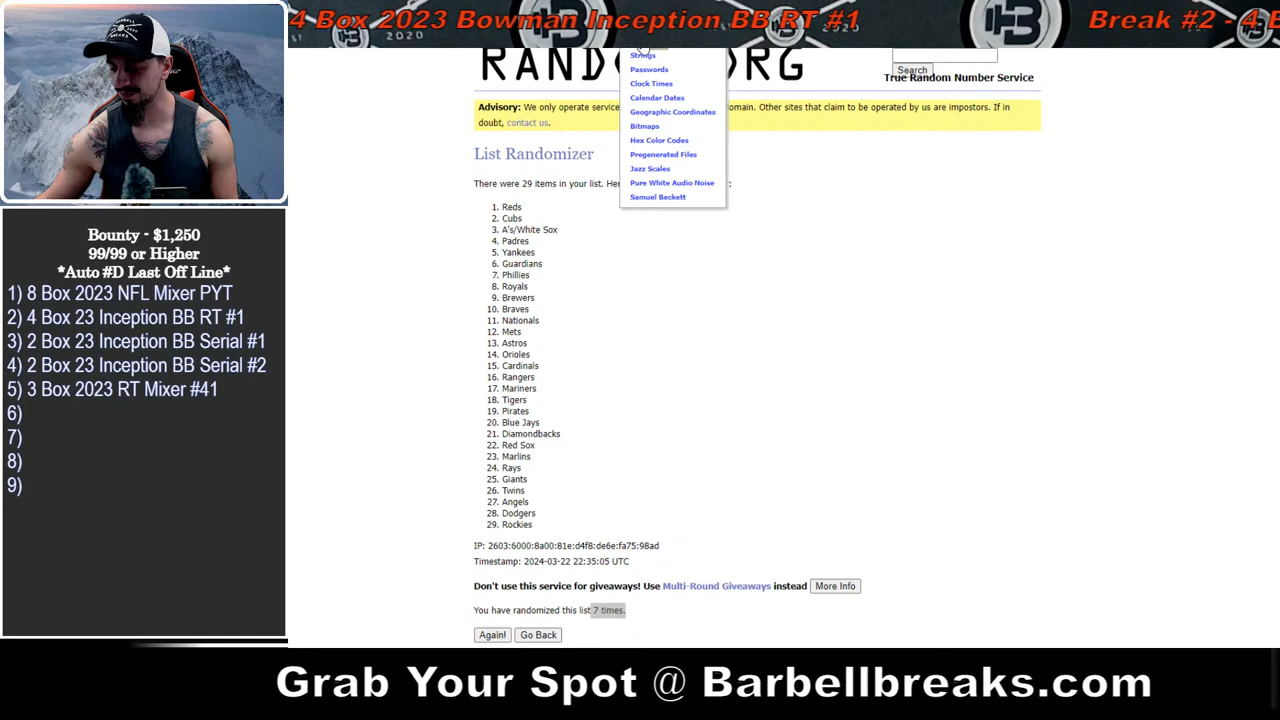 4 Box 2023 Bowman Inception BB RT #1
Break #2 - 4
Bounty - $1,250
99/99 or Higher
*Auto #D Last Off Line*
1) 8 Box 2023 NFL Mixer PYT
2) 4 Box 23 Inception BB RT #1
3) 2 Box 23 Inception BB Serial #1
4) 2 Box 23 Inception BB Serial #2
5) 3 Box 2023 RT Mixer #41
6)
7)
8)
9)
Search
True Random Number Service
Strings
Passwords
Clock Times
Calendar Dates
Geographic Coordinates
Bitmaps
Hex Color Codes
Pregenerated Files
Jazz Scales
Pure White Audio Noise
Samuel Beckett
Advisory: We only operate service omain. Other sites that claim to be operated by us are impostors. If in
doubt, contact us.
List Randomizer
There were 29 items in your list. Her
1. Reds
2. Cubs
3. A's/White Sox
4. Padres
5. Yankees
6. Guardians
7. Phillies
8. Royals
9. Brewers
10. Braves
11. Nationals
12. Mets
13. Astros
14. Orioles
15. Cardinals
16. Rangers
17. Mariners
18. Tigers
19. Pirates
20. Blue Jays
21. Diamondbacks
22. Red Sox
23. Marlins
24. Rays
25. Giants
26. Twins
27. Angels
28. Dodgers
29. Rockies
IP: 2603:6000:8a00:81e:d4f8:de6e:fa75:98ad
Timestamp: 2024-03-22 22:35:05 UTC
Don't use this service for giveaways! Use Multi-Round Giveaways instead More Info
You have randomized this list 7 times.
Again! Go Back
Grab Your Spot @ Barbellbreaks.com